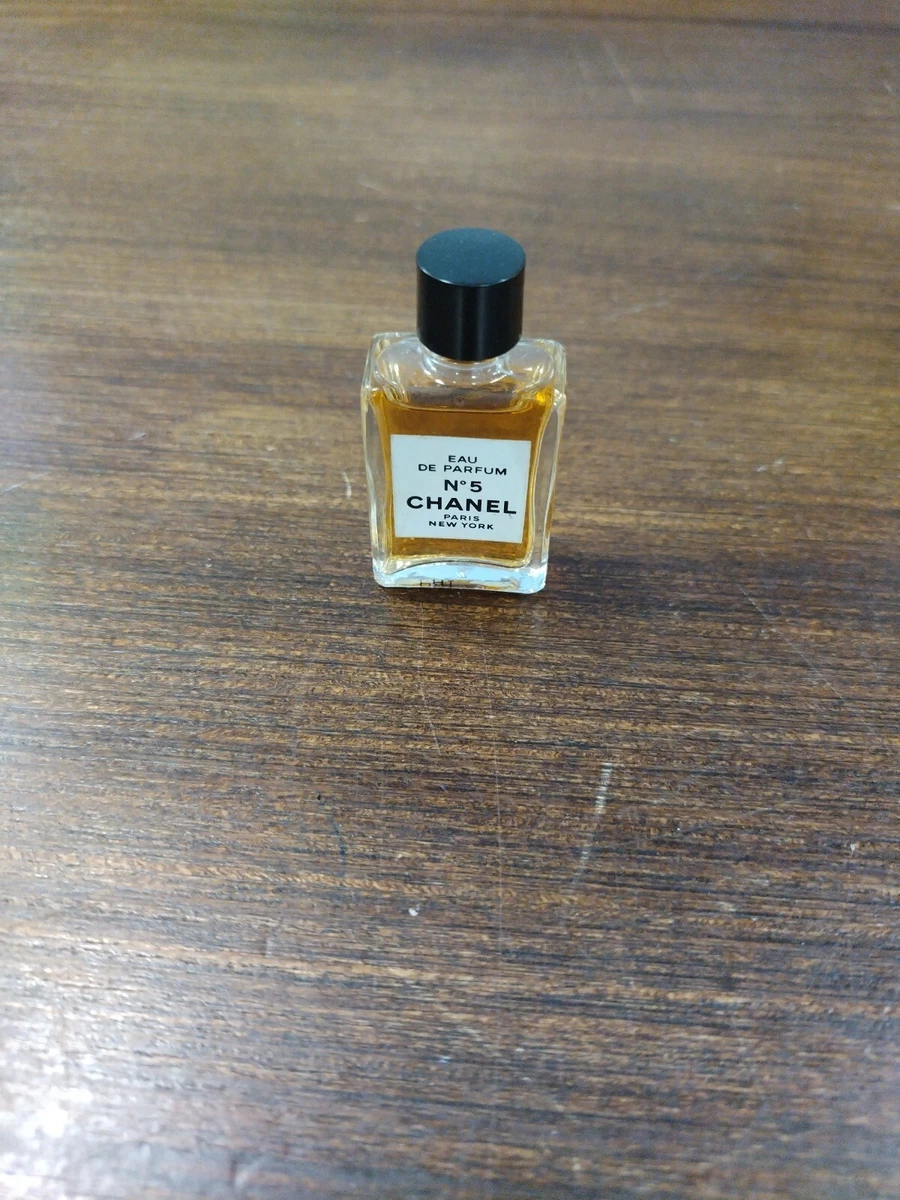 EAU
DE PARFUM
N°5
CHANEL
PARIS
NEW YORK